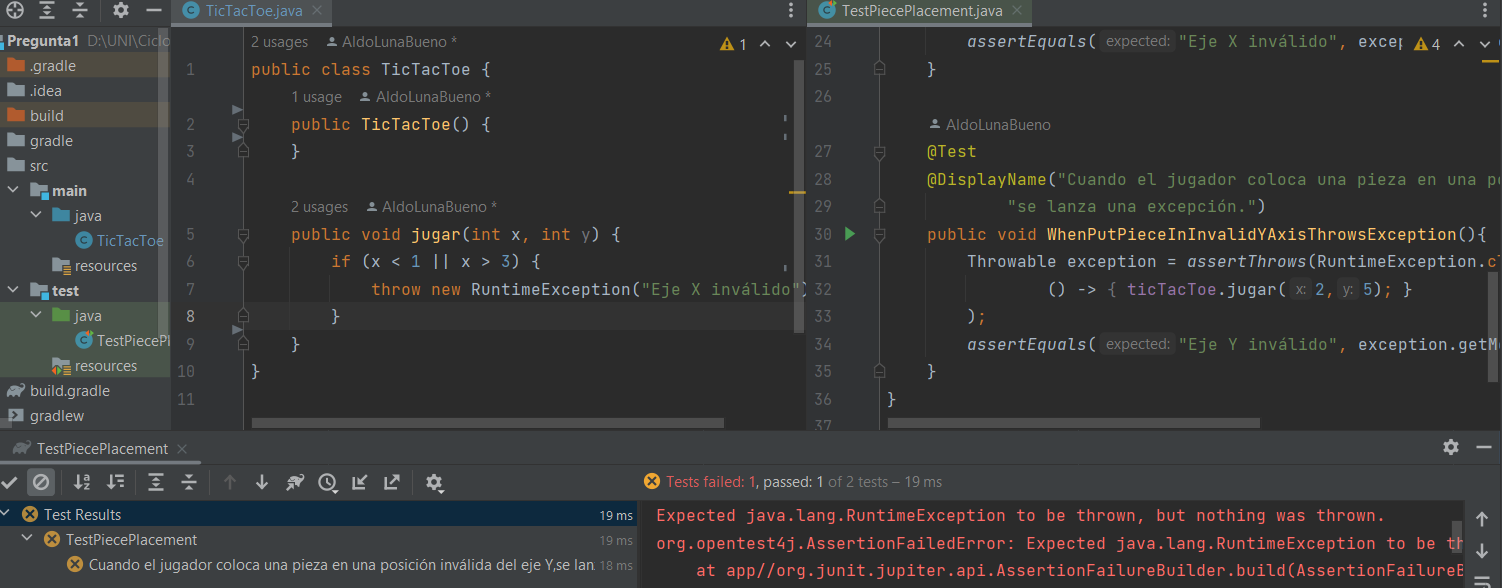 TicTacToe.java
TestPiecePlacement.java
Pregunta1 D:\UNI\Ciclo
.gradle
.idea
build
gradle
src
main
java
TicTacToe
resources
test
java
TestPiecePl
resources
build.gradle
gradlew
2 usages AldoLunaBueno *
1
1 public class TicTacToe {
1 usage AldoLunaBueno *
2 public TicTacToe() {
3 }
4
2 usages AldoLunaBueno *
5 public void jugar(int x, int y) {
6 if (x < 1 || x > 3) {
7 throw new RuntimeException("Eje X inválido")
8 }
9 }
10 }
11
24 assertEquals( expected: "Eje X inválido", excep
4
25 }
26
AldoLunaBueno
27 @Test
28 @DisplayName("Cuando el jugador coloca una pieza en una po
29 "se lanza una excepción.")
30 public void WhenPutPieceInInvalidYAxisThrowsException(){
31 Throwable exception = assertThrows(RuntimeException.cl
32 () -> { ticTacToe.jugar( x: 2, y: 5); }
33 );
34 assertEquals( expected: "Eje Y inválido", exception.getM
35 }
36 }
37
TestPiecePlacement
Tests failed: 1, passed: 1 of 2 tests – 19 ms
Test Results 19 ms
TestPiecePlacement 19 ms
Cuando el jugador coloca una pieza en una posición inválida del eje Y,se lan 18 ms
Expected java.lang.RuntimeException to be thrown, but nothing was thrown.
org.opentest4j.AssertionFailedError: Expected java.lang.RuntimeException to be th
at app//org.junit.jupiter.api.AssertionFailureBuilder.build(AssertionFailureB